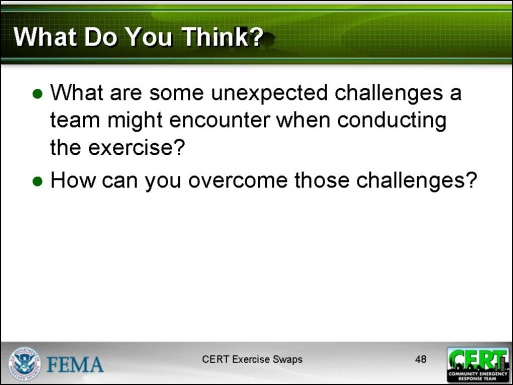 What Do You Think?
● What are some unexpected challenges a
team might encounter when conducting
the exercise?
● How can you overcome those challenges?
FEMA
CERT Exercise Swaps
48
CERT
COMMUNITY EMERGENCY
RESPONSE TEAM